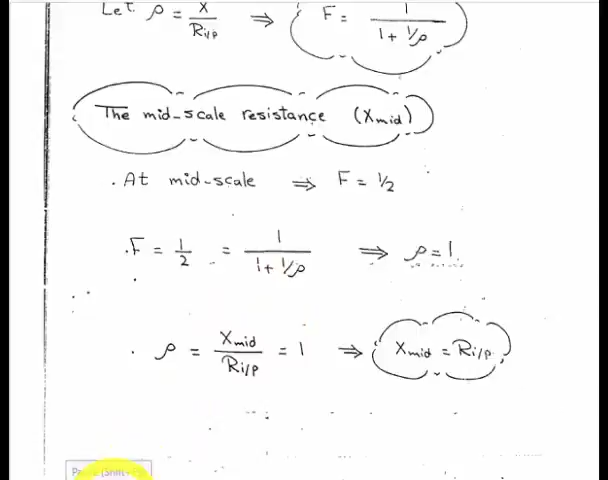 Let ρ = X / Ri/p ⇒ F = 1 / (1 + 1/ρ)
The mid-scale resistance (Xmid)
. At mid-scale ⇒ F = 1/2
. F = 1/2 = 1 / (1 + 1/ρ) ⇒ ρ = 1.
. ρ = Xmid / Ri/p = 1 ⇒ Xmid = Ri/p